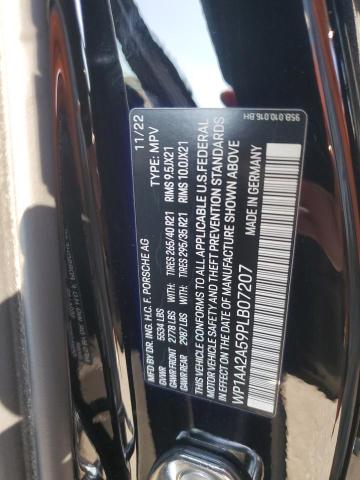 11/22
TYPE: MPV
95B.010.016.BH
MFD BY DR. ING. H.C. F. PORSCHE AG
GVWR 5534 LBS
GAWR FRONT 2778 LBS WITH: TIRES 265/40 R21 RIMS 9.5JX21
GAWR REAR 2987 LBS WITH: TIRES 295/35 R21 RIMS 10.0JX21
THIS VEHICLE CONFORMS TO ALL APPLICABLE U.S. FEDERAL
MOTOR VEHICLE SAFETY AND THEFT PREVENTION STANDARDS
IN EFFECT ON THE DATE OF MANUFACTURE SHOWN ABOVE
WP1AA2A59PLB07207 MADE IN GERMANY